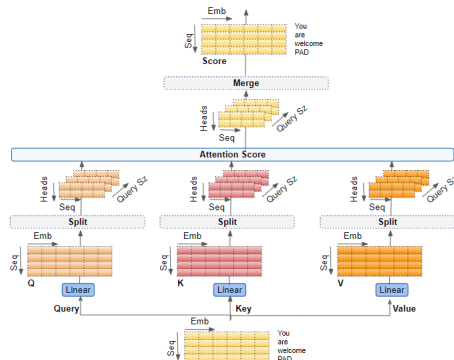 Emb
You
are
welcome
PAD
Seq
Score
Merge
Heads
Query Sz
Seq
Attention Score
Heads
Query Sz
Seq
Heads
Query Sz
Seq
Heads
Query Sz
Seq
Split
Split
Split
Emb
Emb
Emb
Seq
Seq
Seq
Q
K
V
Linear
Linear
Linear
Query
Key
Value
Emb
Seq
You
are
welcome
PAD